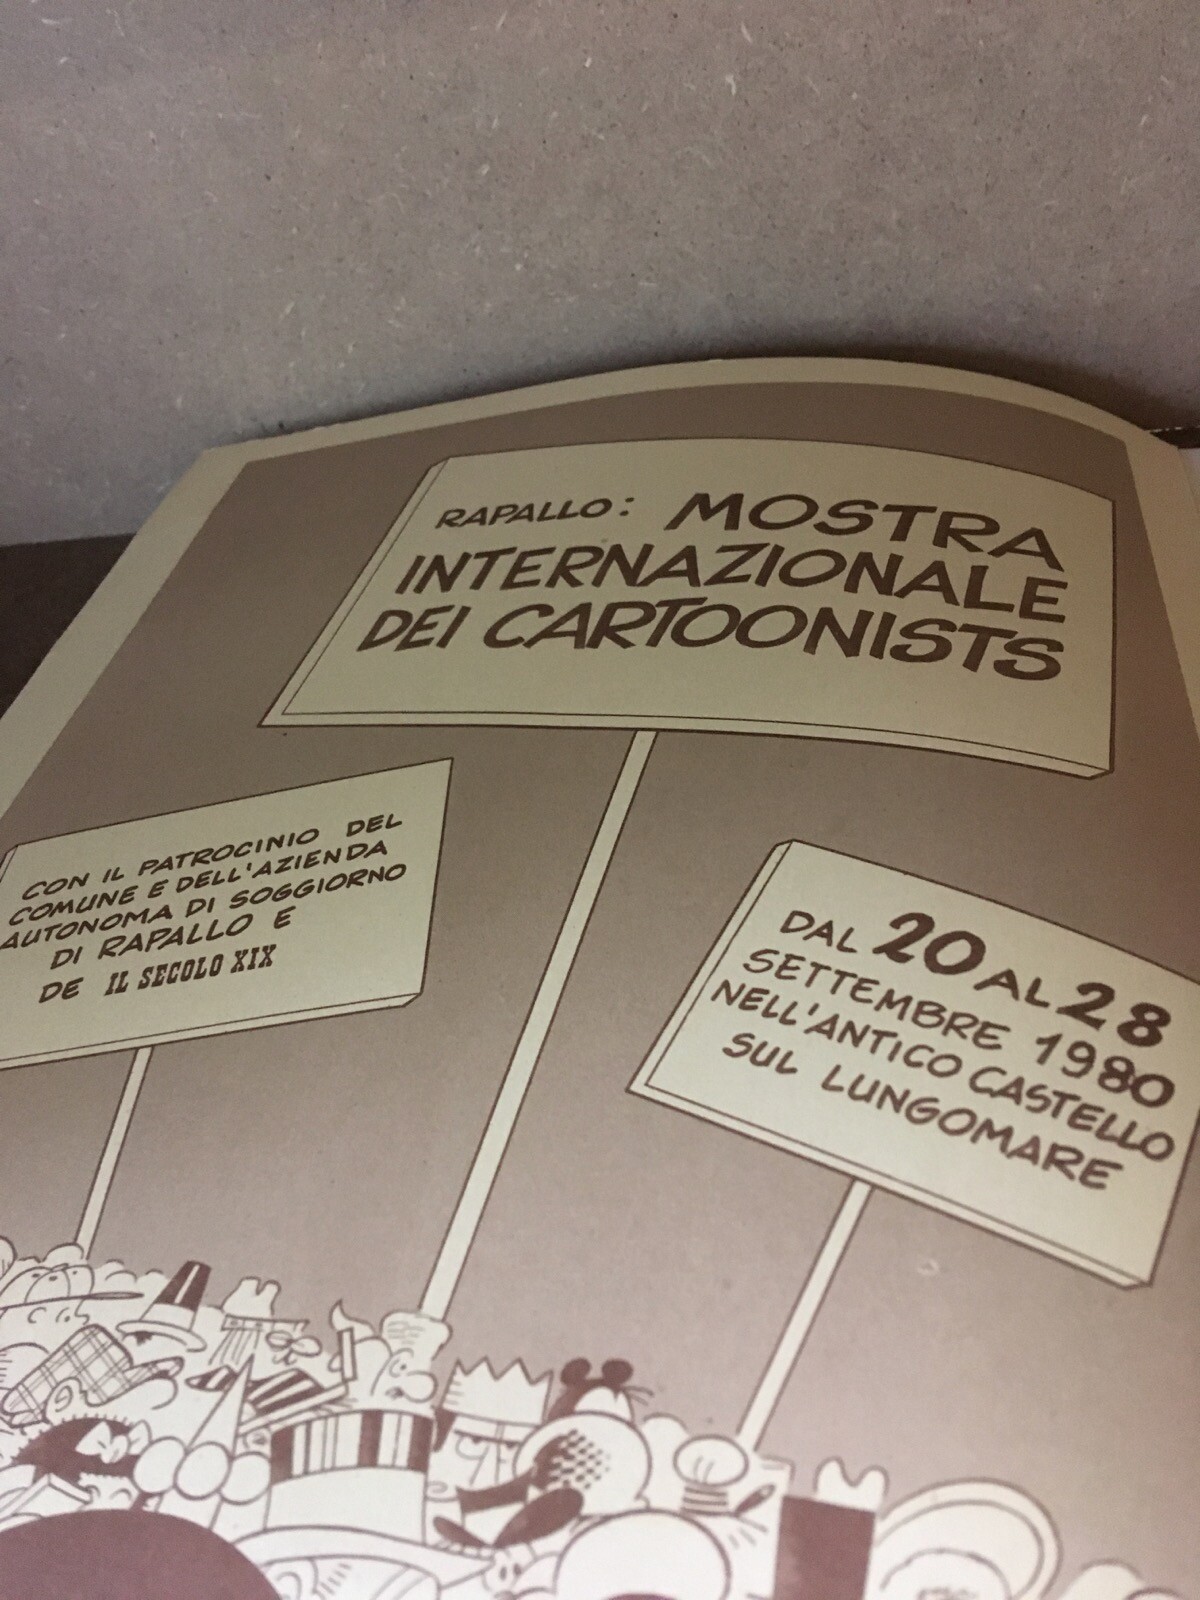 RAPALLO: MOSTRA
INTERNAZIONALE
DEI CARTOONISTS
CON IL PATROCINIO DEL
COMUNE E DELL'AZIENDA
AUTONOMA DI SOGGIORNO
DI RAPALLO E
DE IL SECOLO XIX
DAL 20 AL 28
SETTEMBRE 1980
NELL'ANTICO CASTELLO
SUL LUNGOMARE